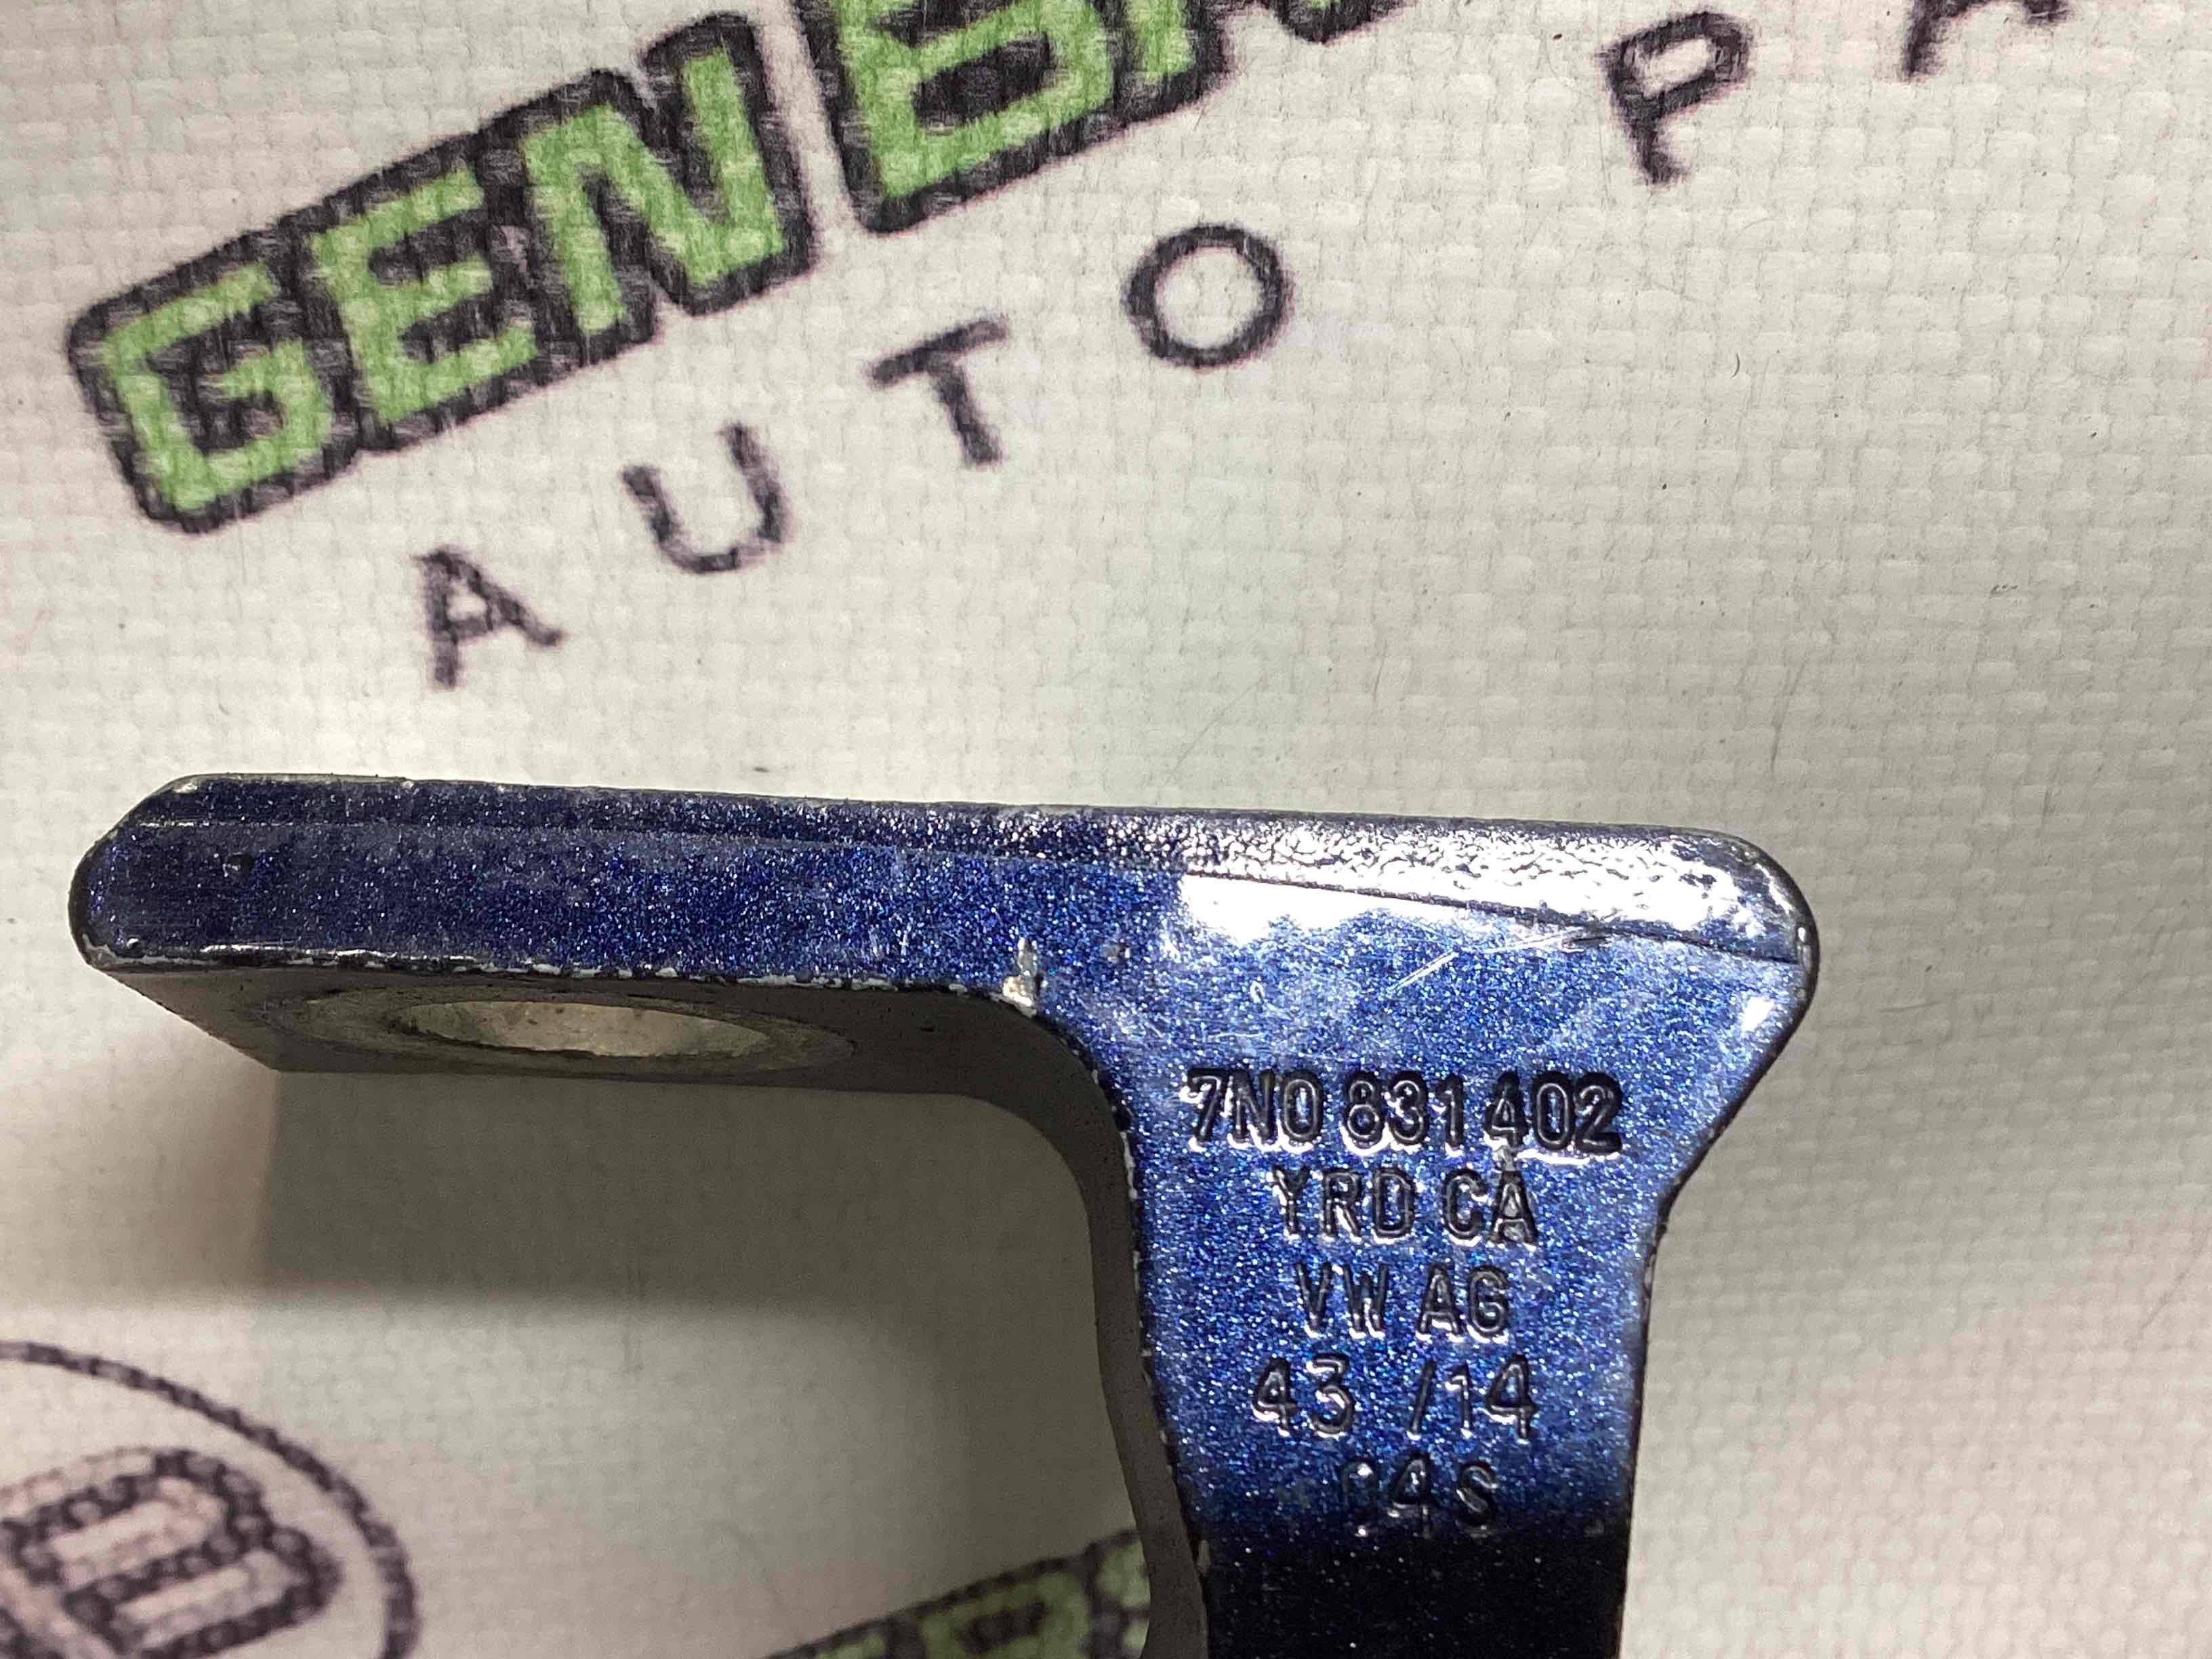 GEN
AUTO
7N0 831 402
YRD CA
VW AG
43 /14